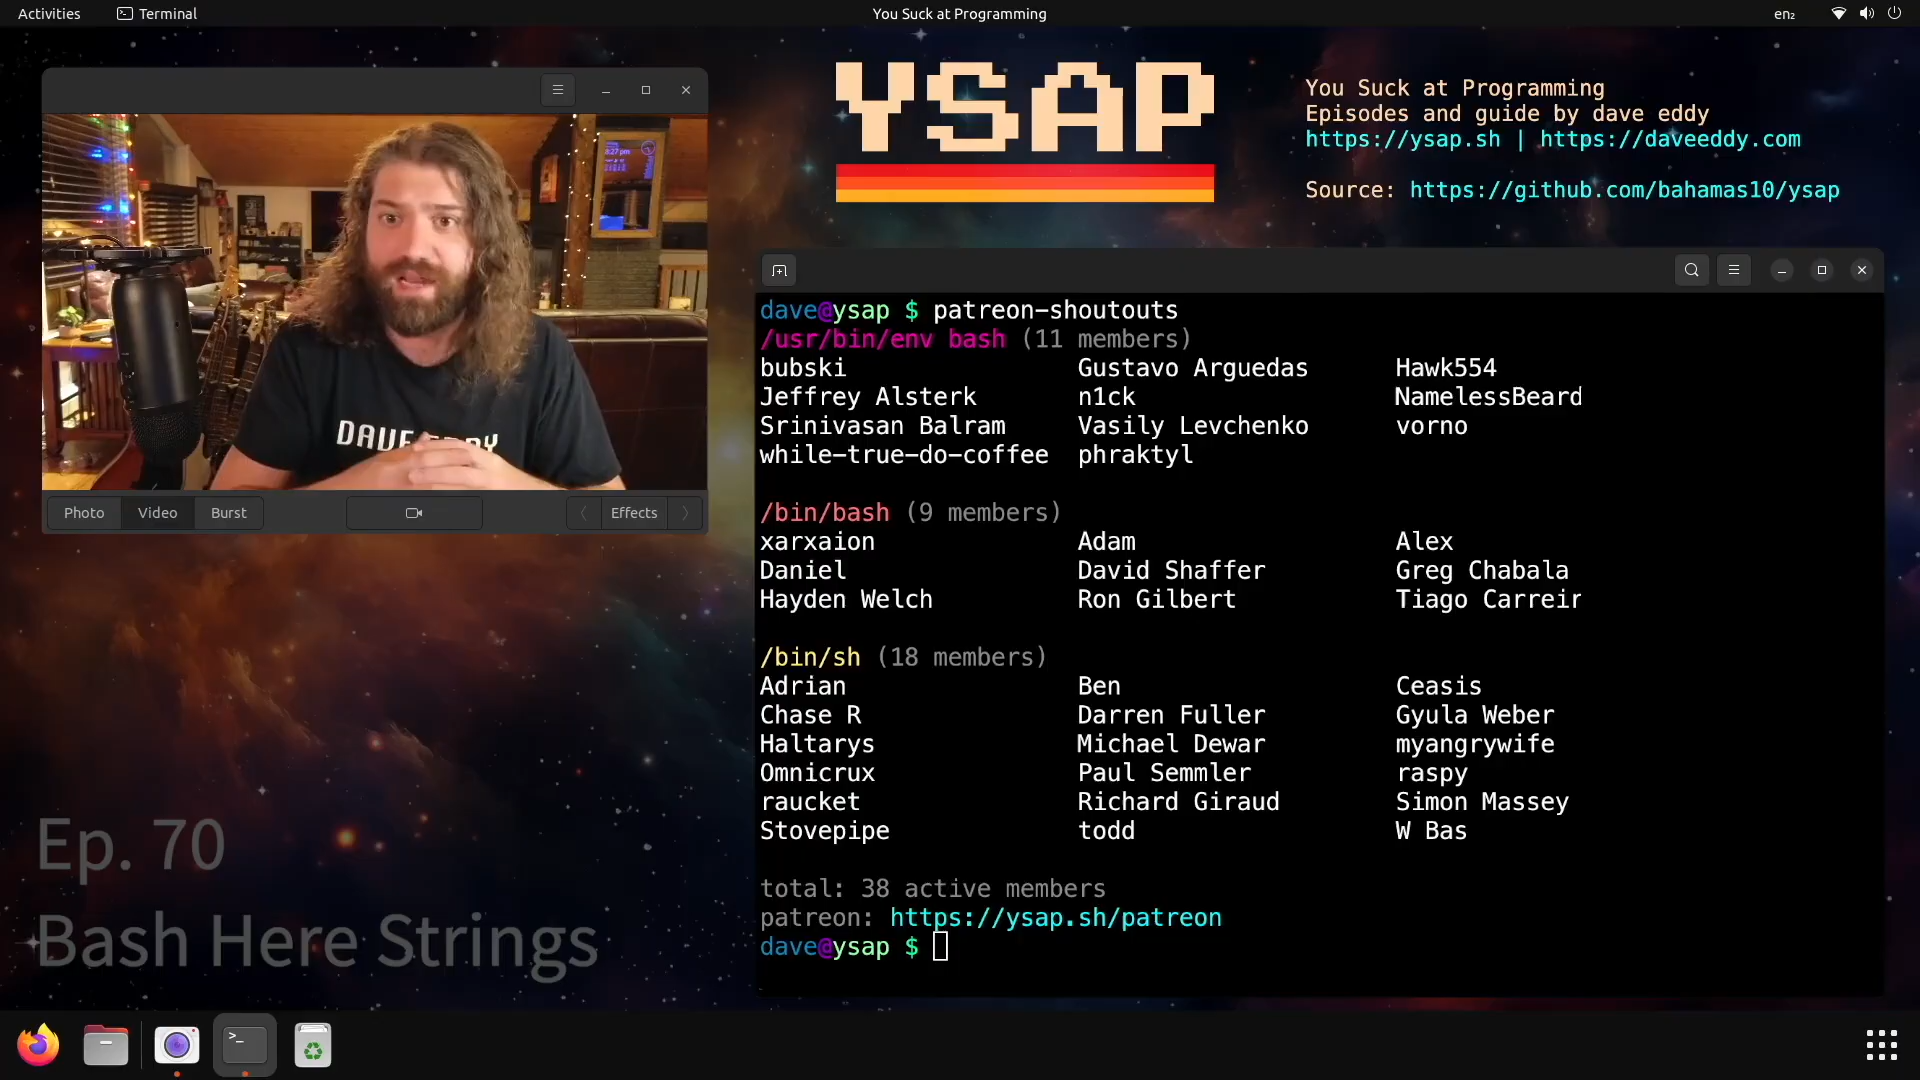 Activities
Terminal
You Suck at Programming
en₂
YSAP
You Suck at Programming
Episodes and guide by dave eddy
https://ysap.sh | https://daveeddy.com
Source: https://github.com/bahamas10/ysap
DAVE EDDY
Photo
Video
Burst
Effects
dave@ysap $ patreon-shoutouts
/usr/bin/env bash (11 members)
bubski Gustavo Arguedas Hawk554
Jeffrey Alsterk n1ck NamelessBeard
Srinivasan Balram Vasily Levchenko vorno
while-true-do-coffee phraktyl
/bin/bash (9 members)
xarxaion Adam Alex
Daniel David Shaffer Greg Chabala
Hayden Welch Ron Gilbert Tiago Carreir
/bin/sh (18 members)
Adrian Ben Ceasis
Chase R Darren Fuller Gyula Weber
Haltarys Michael Dewar myangrywife
Omnicrux Paul Semmler raspy
raucket Richard Giraud Simon Massey
Stovepipe todd W Bas
total: 38 active members
patreon: https://ysap.sh/patreon
dave@ysap $
Ep. 70
Bash Here Strings